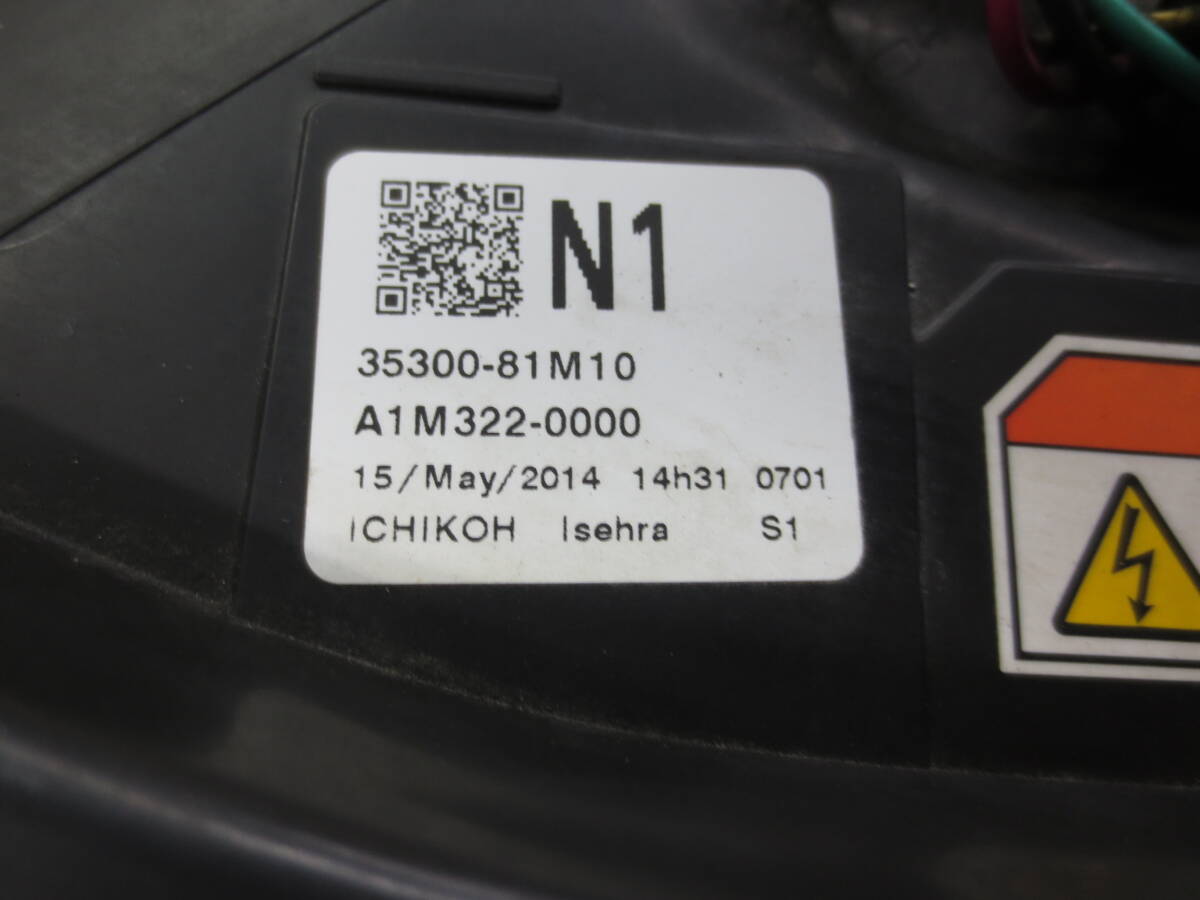 N1
35300-81M10
A1M322-0000
15/May/2014 14h31 0701
ICHIKOH Isehra S1